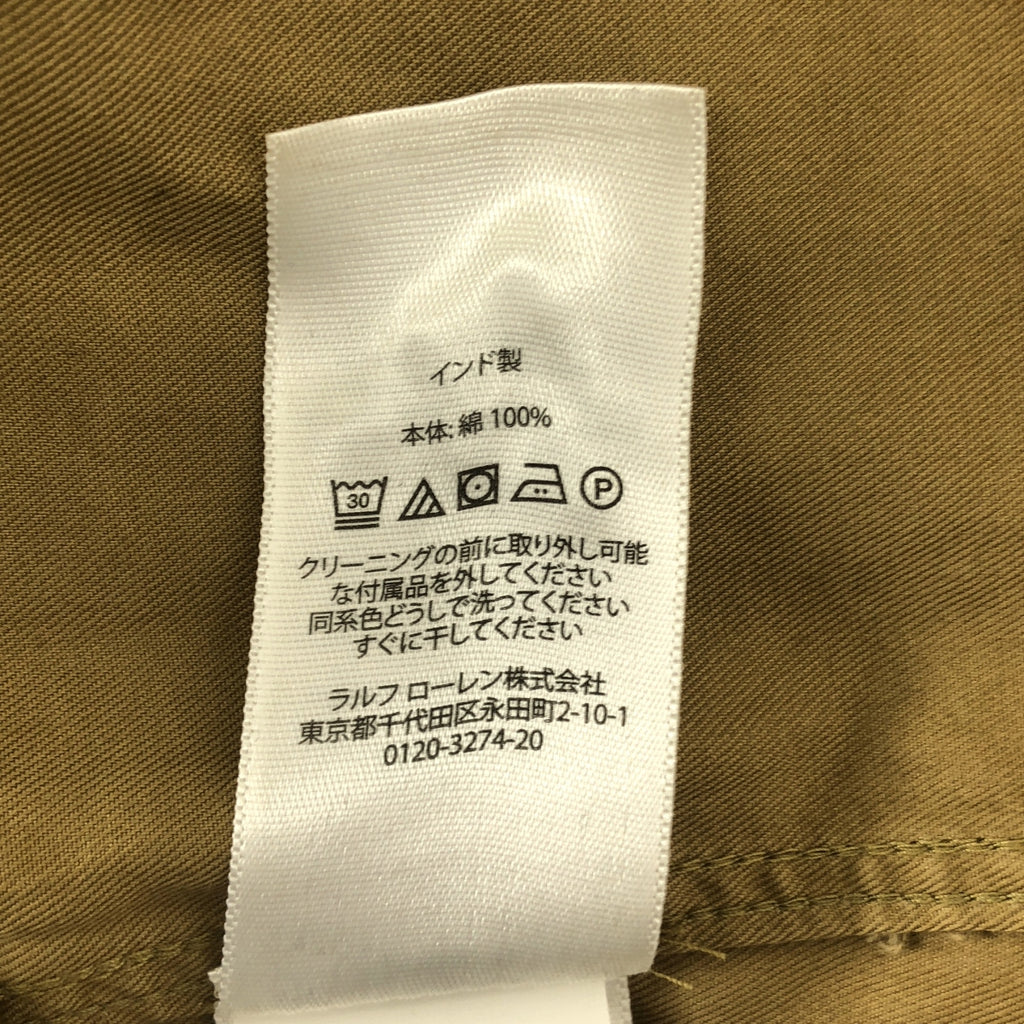 インド製
本体: 綿 100%
30 P
クリーニングの前に取り外し可能
な付属品を外してください
同系色どうしで洗ってください
すぐに干してください
ラルフ ローレン株式会社
東京都千代田区永田町2-10-1
0120-3274-20